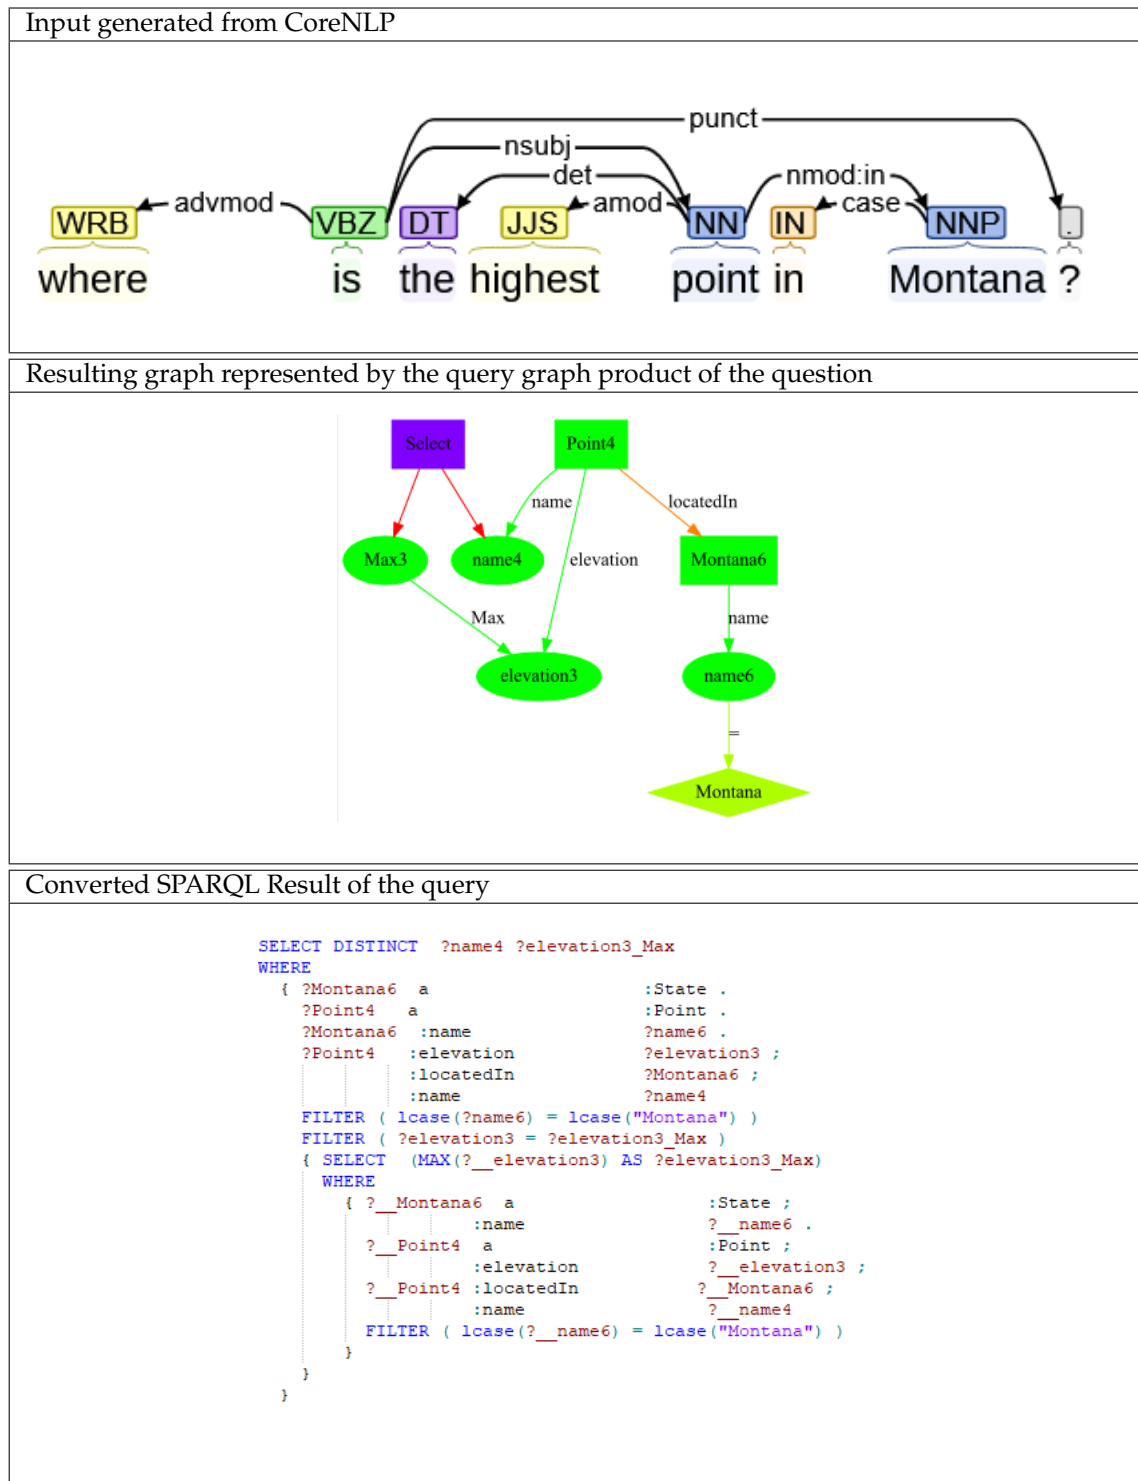 Input generated from CoreNLP
punct
nsubj
det
nmod:in
advmod
amod
case
WRB VBZ DT JJS NN IN NNP .
where is the highest point in Montana ?
Resulting graph represented by the query graph product of the question
Select Point4
name locatedIn
Max3 name4 elevation Montana6
Max name
elevation3 name6
=
Montana
Converted SPARQL Result of the query
SELECT DISTINCT ?name4 ?elevation3_Max
WHERE
{ ?Montana6 a :State .
?Point4 a :Point .
?Montana6 :name ?name6 .
?Point4 :elevation ?elevation3 ;
:locatedIn ?Montana6 ;
:name ?name4
FILTER ( lcase(?name6) = lcase("Montana") )
FILTER ( ?elevation3 = ?elevation3_Max )
{ SELECT (MAX(?__elevation3) AS ?elevation3_Max)
WHERE
{ ?__Montana6 a :State ;
:name ?__name6 .
?__Point4 a :Point ;
:elevation ?__elevation3 ;
?__Point4 :locatedIn ?__Montana6 ;
:name ?__name4
FILTER ( lcase(?__name6) = lcase("Montana") )
}
}
}